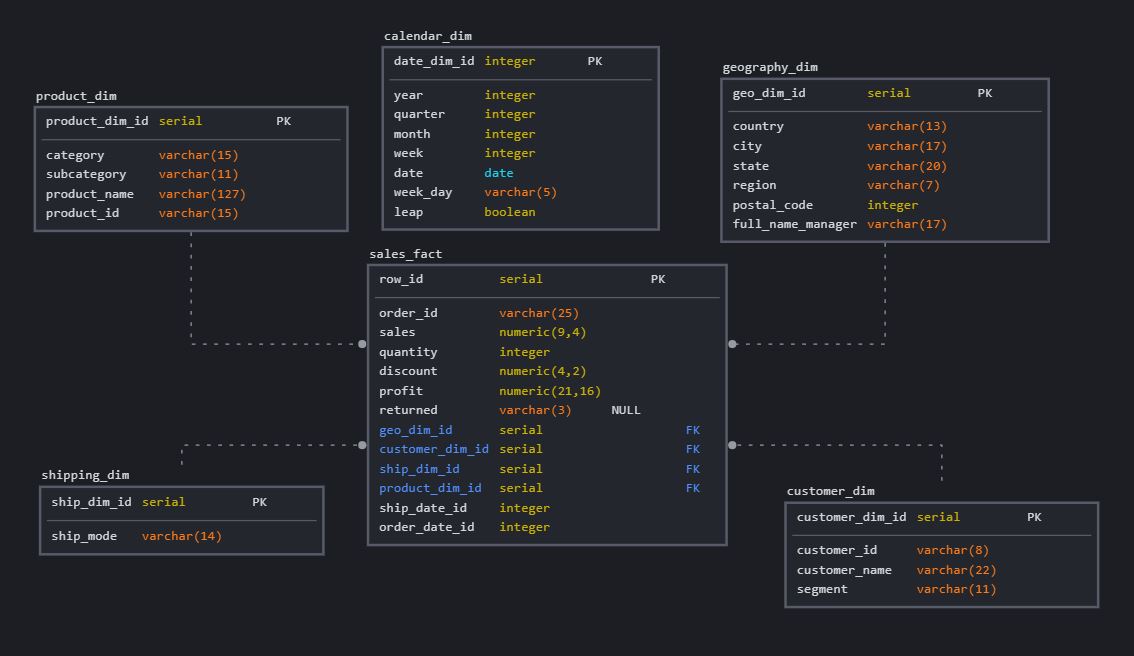 calendar_dim
date_dim_id integer PK
year integer
quarter integer
month integer
week integer
date date
week_day varchar(5)
leap boolean
geography_dim
geo_dim_id serial PK
country varchar(13)
city varchar(17)
state varchar(20)
region varchar(7)
postal_code integer
full_name_manager varchar(17)
product_dim
product_dim_id serial PK
category varchar(15)
subcategory varchar(11)
product_name varchar(127)
product_id varchar(15)
sales_fact
row_id serial PK
order_id varchar(25)
sales numeric(9,4)
quantity integer
discount numeric(4,2)
profit numeric(21,16)
returned varchar(3) NULL
geo_dim_id serial FK
customer_dim_id serial FK
ship_dim_id serial FK
product_dim_id serial FK
ship_date_id integer
order_date_id integer
shipping_dim
ship_dim_id serial PK
ship_mode varchar(14)
customer_dim
customer_dim_id serial PK
customer_id varchar(8)
customer_name varchar(22)
segment varchar(11)